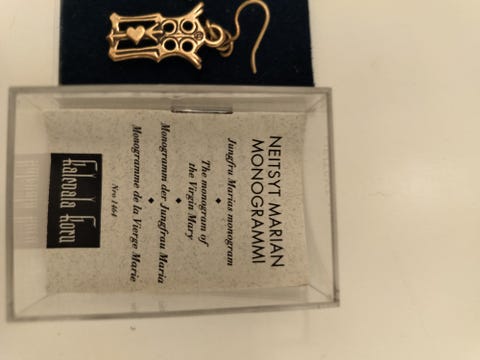 NEITSYT MARIAN
MONOGRAMMI
Jungfru Marias monogram
◆
The monogram of
the Virgin Mary
◆
Monogramm der Jungfrau Maria
◆
Monogramme de la Vierge Marie
Nro 1464
Kalevala Koru